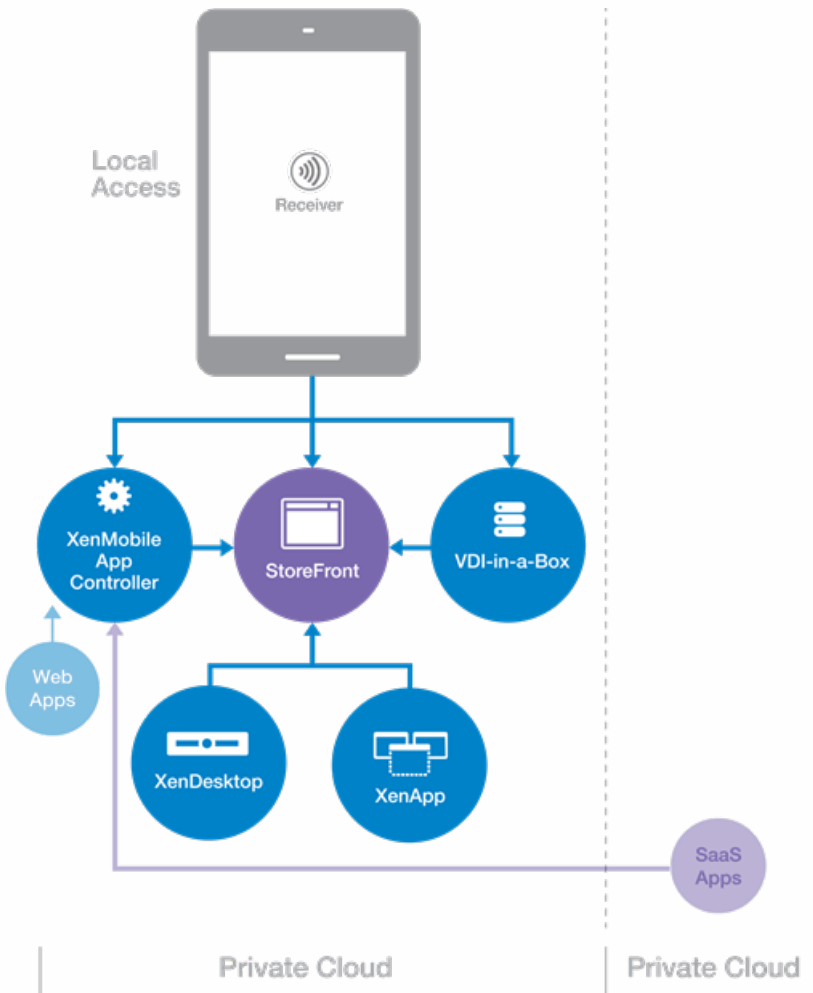 Local
Access
Receiver
XenMobile
App
Controller
StoreFront
VDI-in-a-Box
Web
Apps
XenDesktop
XenApp
SaaS
Apps
Private Cloud
Private Cloud